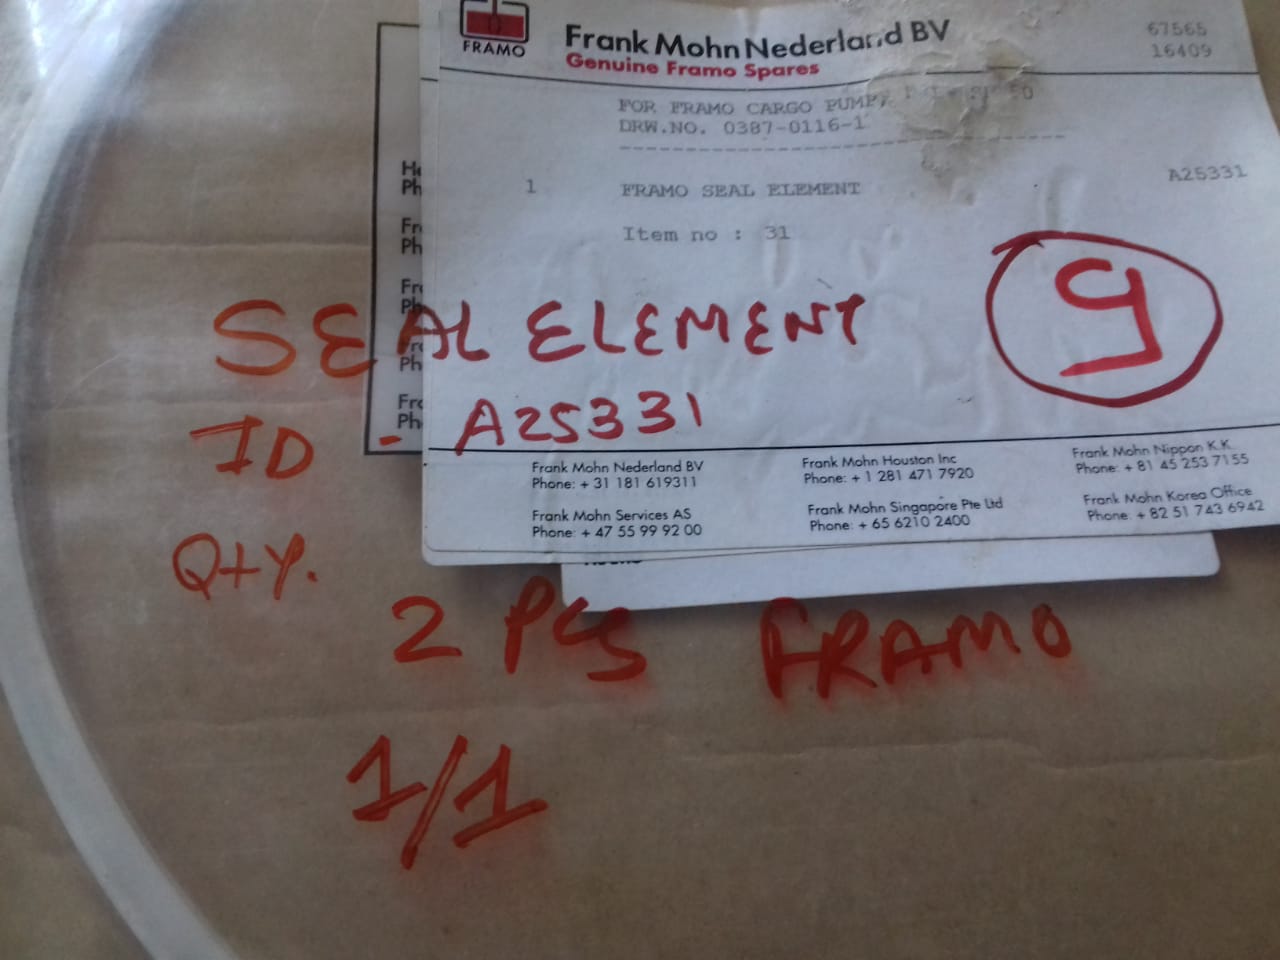 FRAMO
Frank Mohn Nederland BV
Genuine Framo Spares
67565
16409
FOR FRAMO CARGO PUMP,
DRW.NO. 0387-0116-1
1 FRAMO SEAL ELEMENT A25331
Item no : 31
SEAL ELEMENT
ID - A25331
Frank Mohn Nederland BV
Phone: + 31 181 619311
Frank Mohn Houston Inc
Phone: + 1 281 471 7920
Frank Mohn Nippon K.K.
Phone: + 81 45 253 7155
Frank Mohn Services AS
Phone: + 47 55 99 92 00
Frank Mohn Singapore Pte Ltd
Phone: + 65 6210 2400
Frank Mohn Korea Office
Phone: + 82 51 743 6942
Qty.
2 PCS FRAMO
1/1